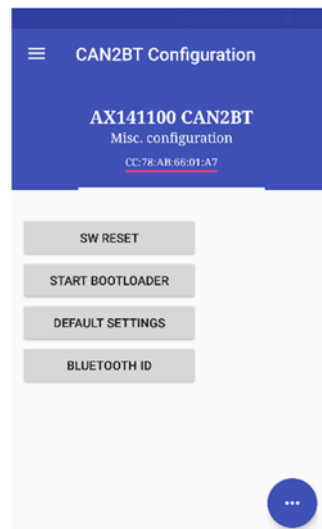 CAN2BT Configuration
AX141100 CAN2BT
Misc. configuration
CC:78:AB:66:01:A7
SW RESET
START BOOTLOADER
DEFAULT SETTINGS
BLUETOOTH ID